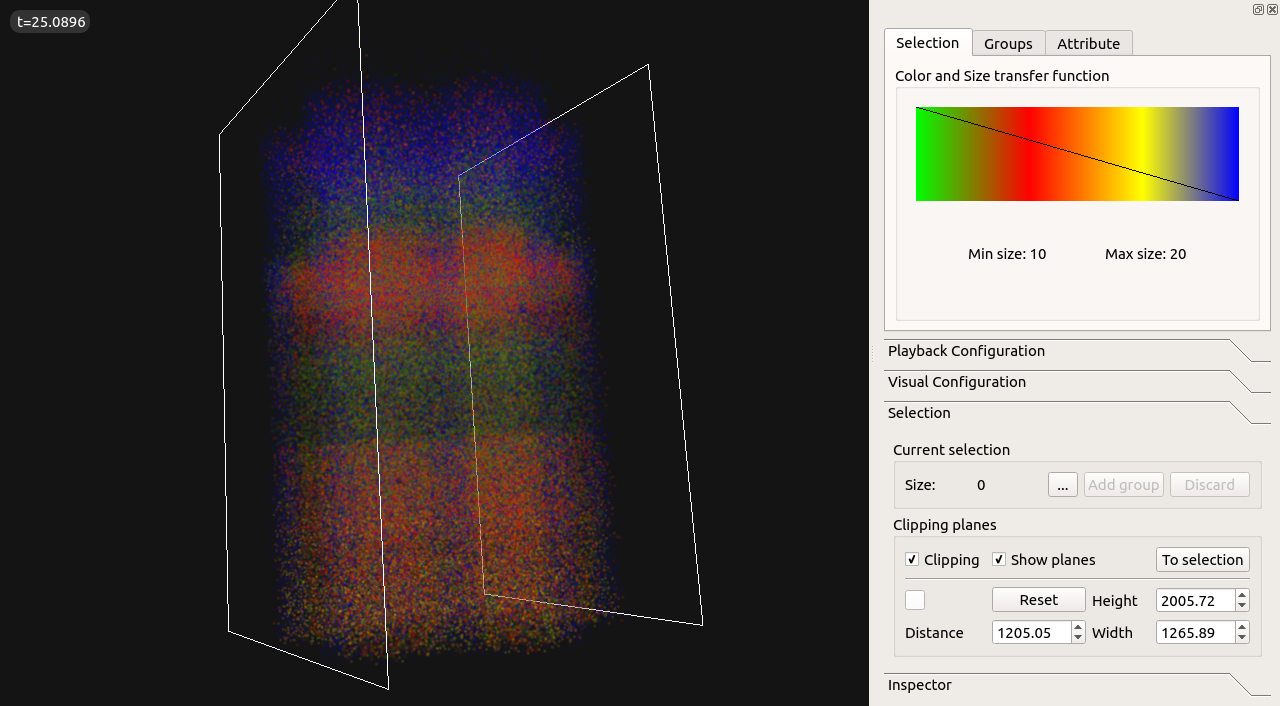 t=25.0896
Selection
Groups
Attribute
Color and Size transfer function
Min size: 10
Max size: 20
Playback Configuration
Visual Configuration
Selection
Current selection
Size: 0 ... Add group Discard
Clipping planes
Clipping Show planes To selection
Reset Height 2005.72
Distance 1205.05 Width 1265.89
Inspector